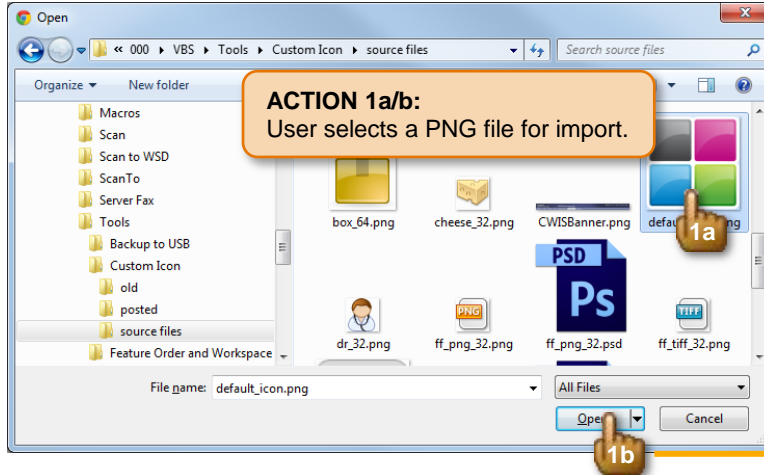 Open
x
« 000 ▸ VBS ▸ Tools ▸ Custom Icon ▸ source files
Search source files
Organize
New folder
ACTION 1a/b:
User selects a PNG file for import.
Macros
Scan
Scan to WSD
ScanTo
Server Fax
Tools
Backup to USB
Custom Icon
old
posted
source files
Feature Order and Workspace
box_64.png
cheese_32.png
CWISBanner.png
1a
PSD
Ps
PNG
TIFF
dr_32.png
ff_png_32.png
ff_png_32.psd
ff_tiff_32.png
File name:
default_icon.png
All Files
Open
Cancel
1b